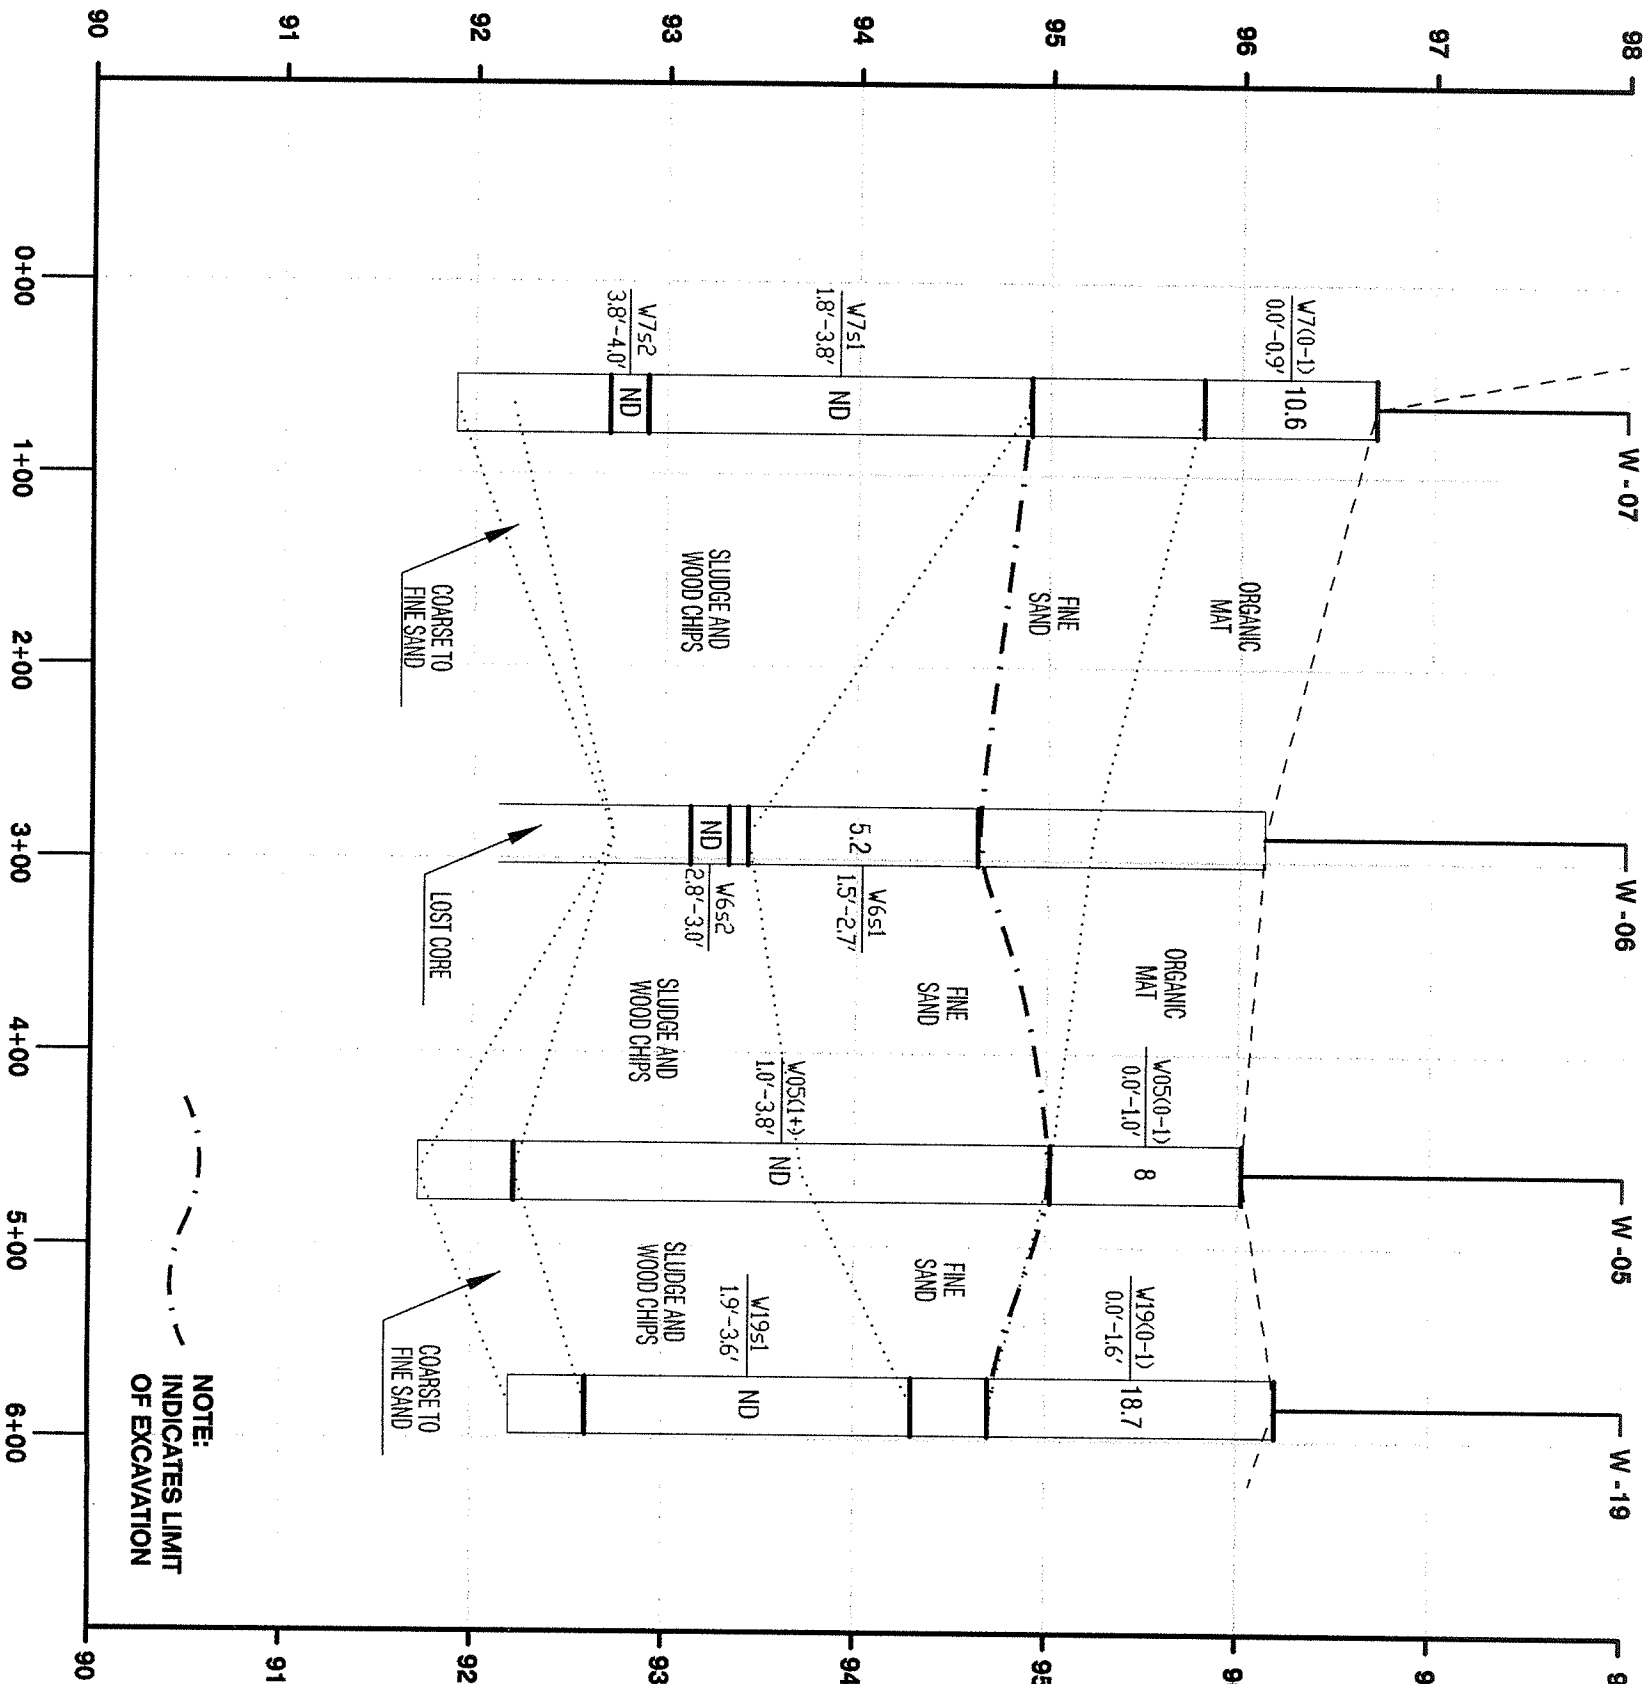 98
97
96
95
94
93
92
91
90
W-07
W-06
W-05
W-19
W7(0-1)
0.0'-0.9'
10.6
W7s1
1.8'-3.8'
ND
W7s2
3.8'-4.0'
ND
ORGANIC
MAT
FINE
SAND
SLUDGE AND
WOOD CHIPS
COARSE TO
FINE SAND
5.2
W6s1
1.5'-2.7'
ND
W6s2
2.8'-3.0'
LOST CORE
ORGANIC
MAT
FINE
SAND
SLUDGE AND
WOOD CHIPS
W05(0-1)
0.0'-1.0'
8
W05(1+)
1.0'-3.8'
ND
FINE
SAND
SLUDGE AND
WOOD CHIPS
COARSE TO
FINE SAND
W19(0-1)
0.0'-1.6'
18.7
W19s1
1.9'-3.6'
ND
95
94
93
92
91
90
0+00
1+00
2+00
3+00
4+00
5+00
6+00
NOTE:
INDICATES LIMIT
OF EXCAVATION